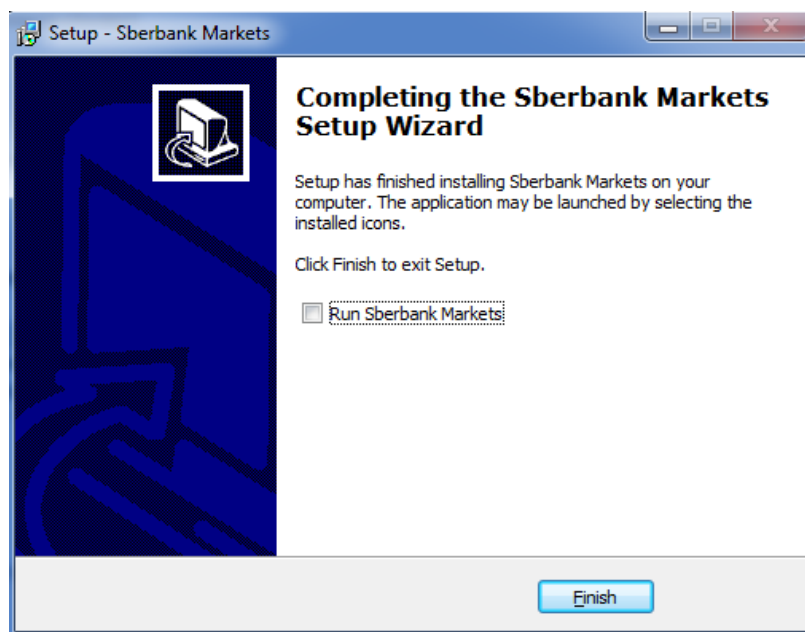 Setup - Sberbank Markets
Completing the Sberbank Markets
Setup Wizard
Setup has finished installing Sberbank Markets on your
computer. The application may be launched by selecting the
installed icons.
Click Finish to exit Setup.
Run Sberbank Markets
Finish